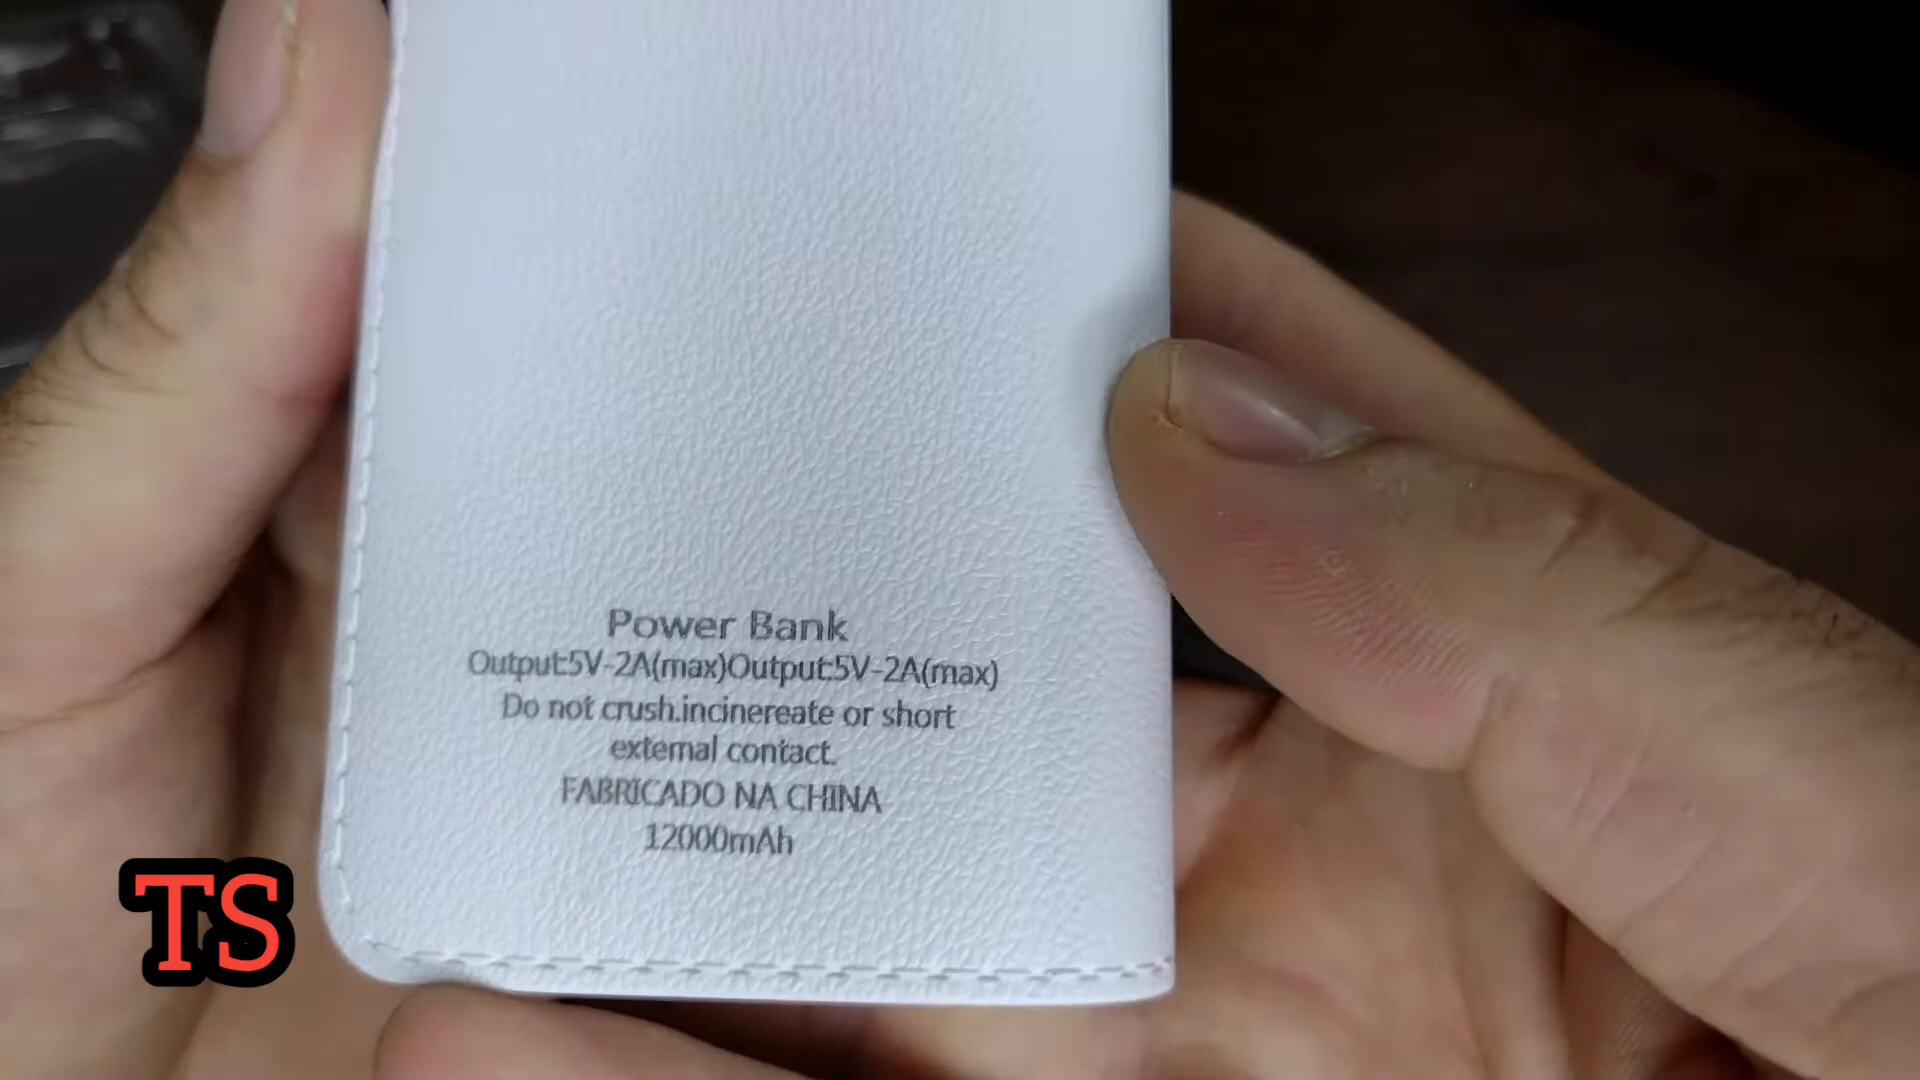 Power Bank
Output:5V-2A(max)Output:5V-2A(max)
Do not crush.incinereate or short
external contact.
FABRICADO NA CHINA
12000mAh
TS